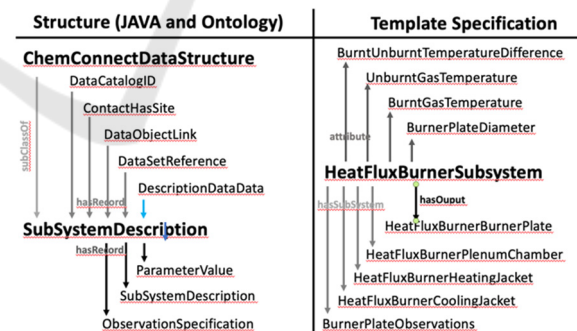 Structure (JAVA and Ontology)
ChemConnectDataStructure
DataCatalogID
ContactHasSite
DataObjectLink
DataSetReference
DescriptionDataData
subClassOf
hasRecord
SubSystemDescription
hasRecord
ParameterValue
SubSystemDescription
ObservationSpecification
Template Specification
BurntUnburntTemperatureDifference
UnburntGasTemperature
BurntGasTemperature
BurnerPlateDiameter
attribute
HeatFluxBurnerSubsystem
hasSubSystem
hasOuput
HeatFluxBurnerBurnerPlate
HeatFluxBurnerPlenumChamber
HeatFluxBurnerHeatingJacket
HeatFluxBurnerCoolingJacket
BurnerPlateObservations